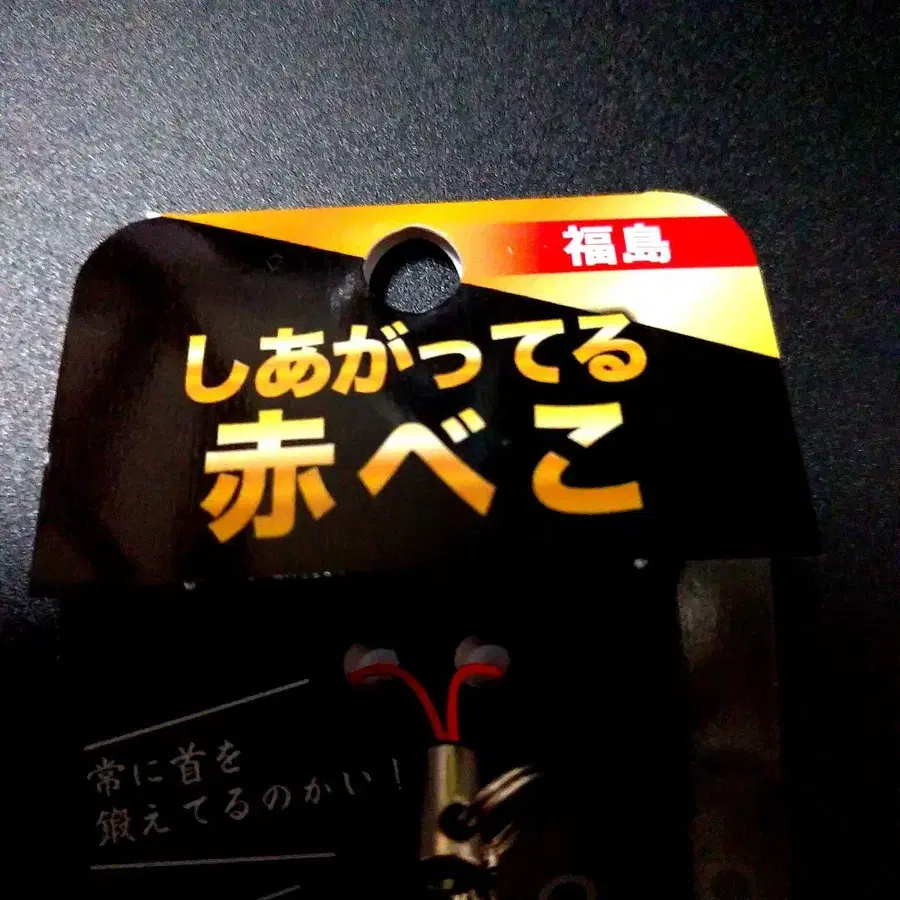 福島
しあがってる
赤べこ
常に首を
鍛えてるのかい！